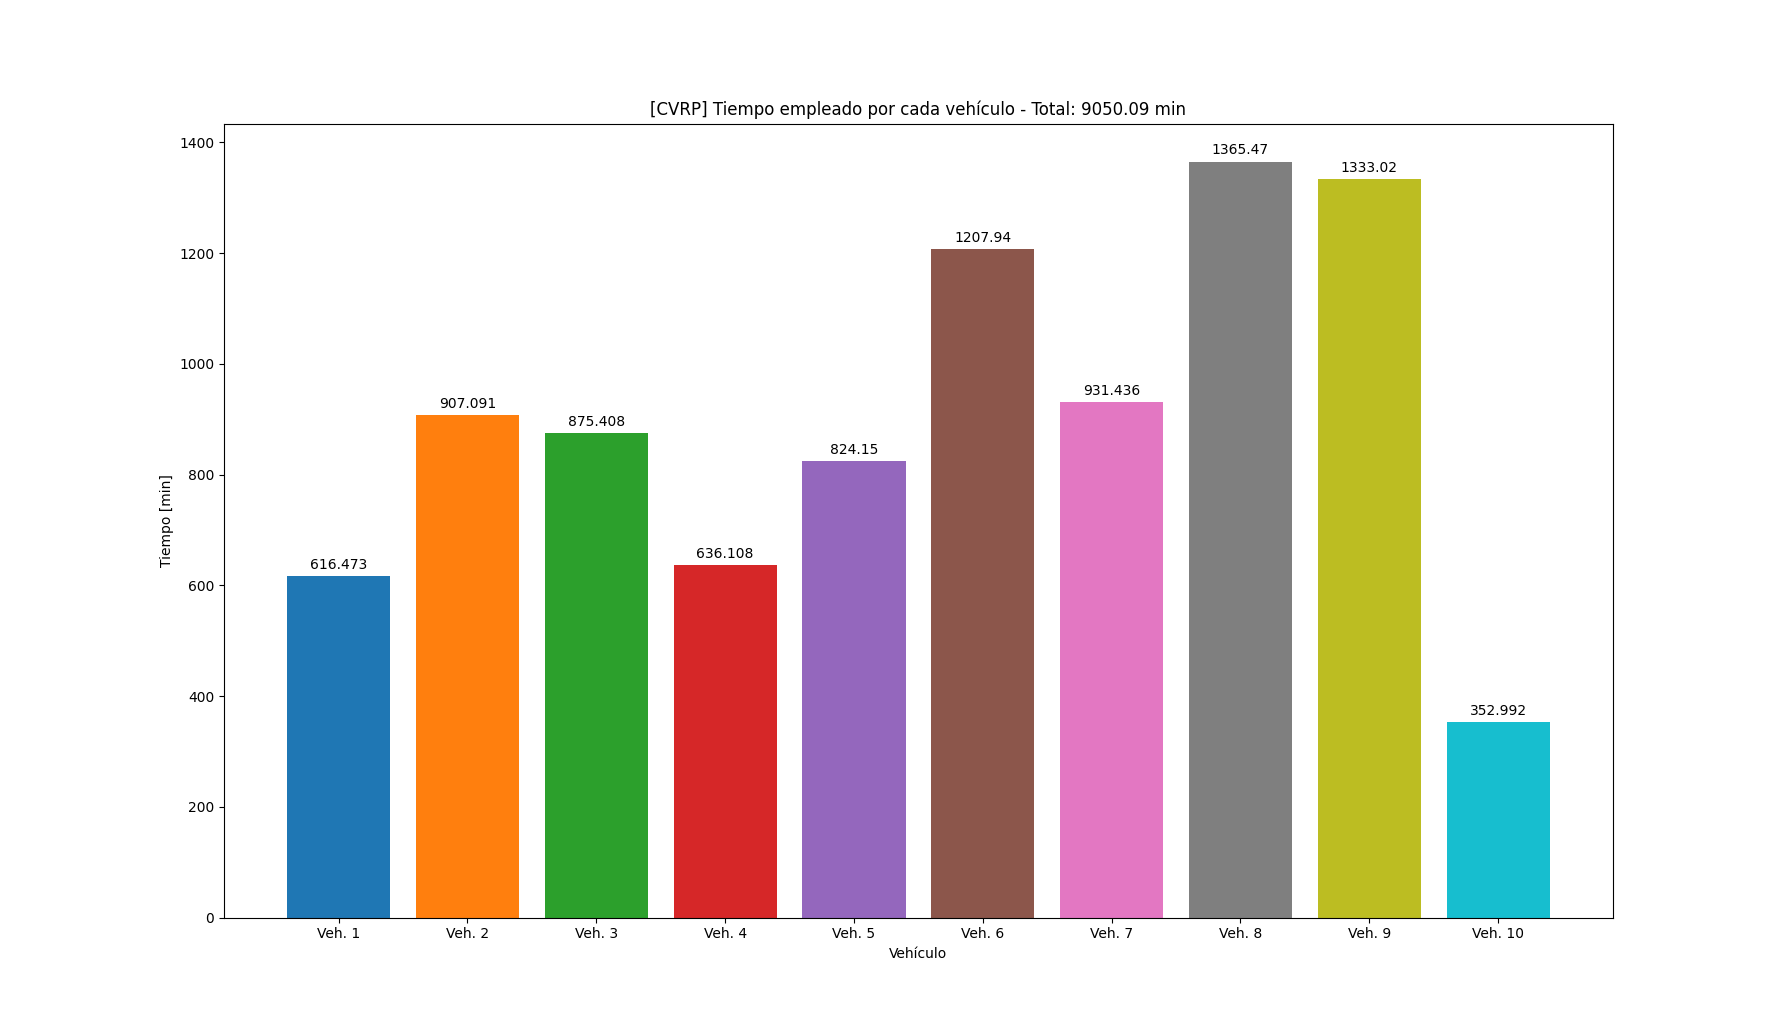 [CVRP] Tiempo empleado por cada vehículo - Total: 9050.09 min
1400
1200
1000
800
600
400
200
0
Tiempo [min]
616.473
907.091
875.408
636.108
824.15
1207.94
931.436
1365.47
1333.02
352.992
Veh. 1
Veh. 2
Veh. 3
Veh. 4
Veh. 5
Veh. 6
Veh. 7
Veh. 8
Veh. 9
Veh. 10
Vehículo